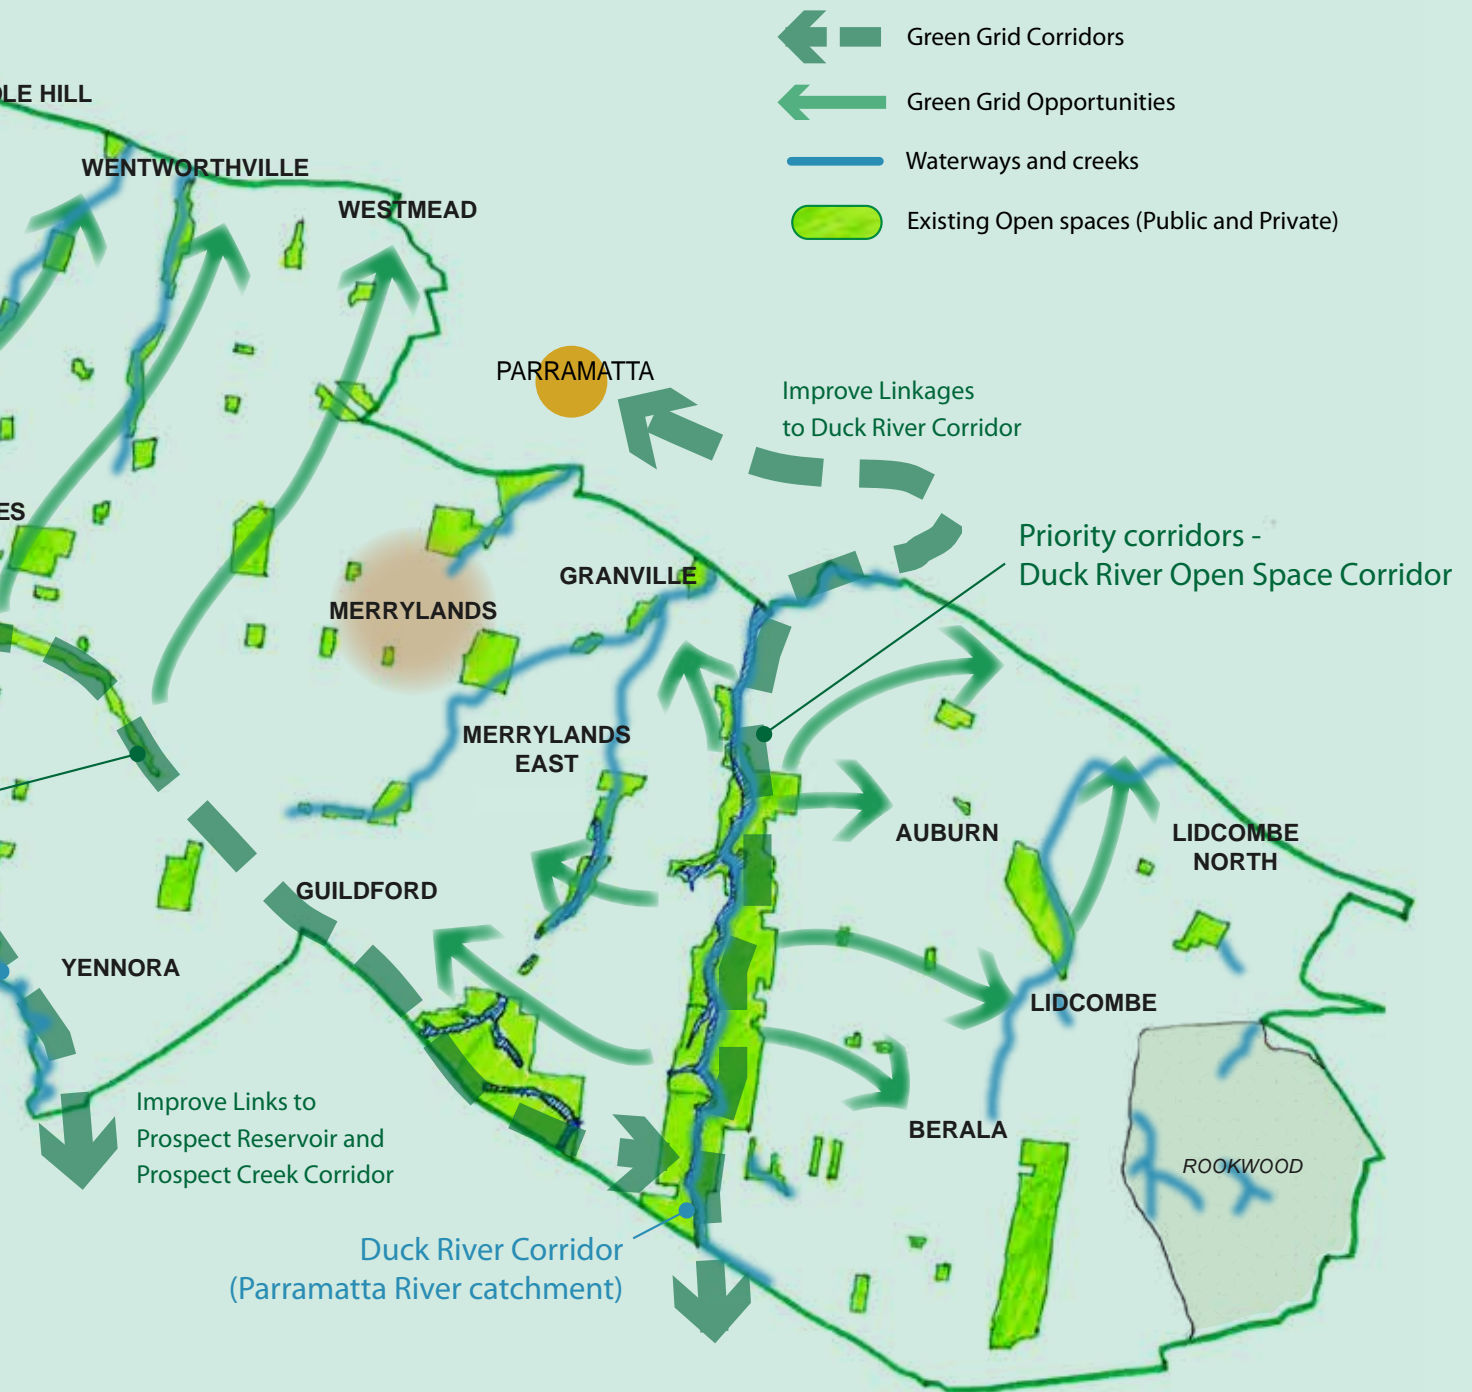 Green Grid Corridors
Green Grid Opportunities
Waterways and creeks
Existing Open spaces (Public and Private)
LE HILL
WENTWORTHVILLE
WESTMEAD
PARRAMATTA
Improve Linkages
to Duck River Corridor
ES
Priority corridors -
Duck River Open Space Corridor
GRANVILLE
MERRYLANDS
MERRYLANDS
EAST
AUBURN
LIDCOMBE
NORTH
GUILDFORD
YENNORA
LIDCOMBE
Improve Links to
Prospect Reservoir and
Prospect Creek Corridor
BERALA
ROOKWOOD
Duck River Corridor
(Parramatta River catchment)